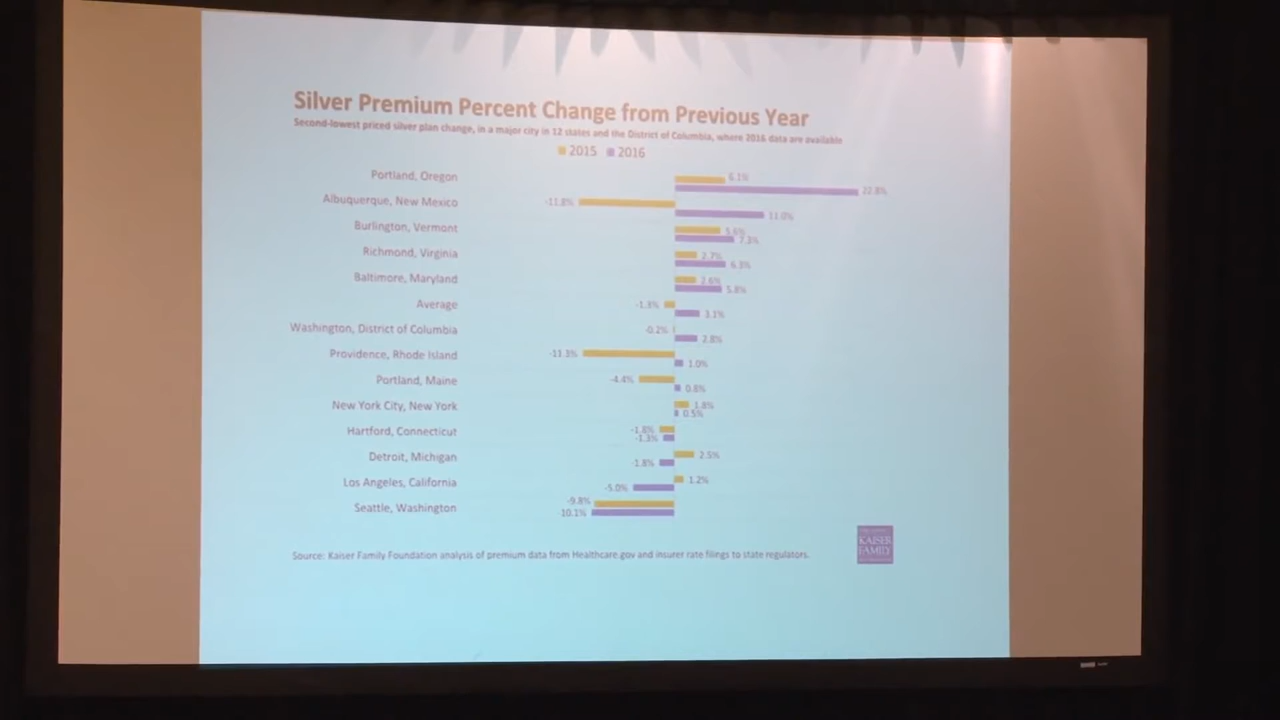 Silver Premium Percent Change from Previous Year
Second-lowest priced silver plan change, in a major city in 12 states and the District of Columbia, where 2016 data are available
2015 2016
Portland, Oregon 6.1%
22.8%
Albuquerque, New Mexico -11.8%
11.0%
Burlington, Vermont 5.6%
7.3%
Richmond, Virginia 2.7%
6.3%
Baltimore, Maryland 2.6%
5.8%
Average -1.3%
3.1%
Washington, District of Columbia -0.2%
2.8%
Providence, Rhode Island -11.3%
1.0%
Portland, Maine -4.4%
0.8%
New York City, New York 1.8%
0.5%
Hartford, Connecticut -1.8%
-1.3%
Detroit, Michigan 2.5%
-1.8%
Los Angeles, California 1.2%
-5.0%
Seattle, Washington -9.8%
-10.1%
Source: Kaiser Family Foundation analysis of premium data from Healthcare.gov and insurer rate filings to state regulators.
KAISER
FAMILY